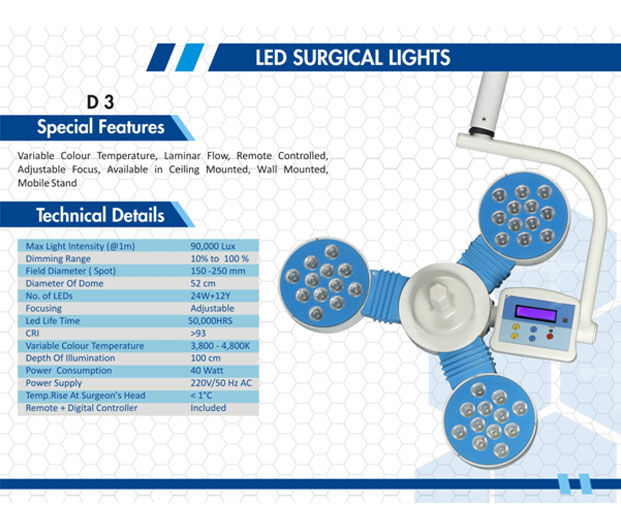 LED SURGICAL LIGHTS
D 3
Special Features
Variable Colour Temperature, Laminar Flow, Remote Controlled,
Adjustable Focus, Available in Ceiling Mounted, Wall Mounted,
Mobile Stand
Technical Details
Max Light Intensity (@1m) 90,000 Lux
Dimming Range 10% to 100 %
Field Diameter ( Spot) 150 -250 mm
Diameter Of Dome 52 cm
No. of LEDs 24W+12Y
Focusing Adjustable
Led Life Time 50,000HRS
CRI >93
Variable Colour Temperature 3,800 - 4,800K
Depth Of Illumination 100 cm
Power Consumption 40 Watt
Power Supply 220V/50 Hz AC
Temp.Rise At Surgeon's Head < 1°C
Remote + Digital Controller Included